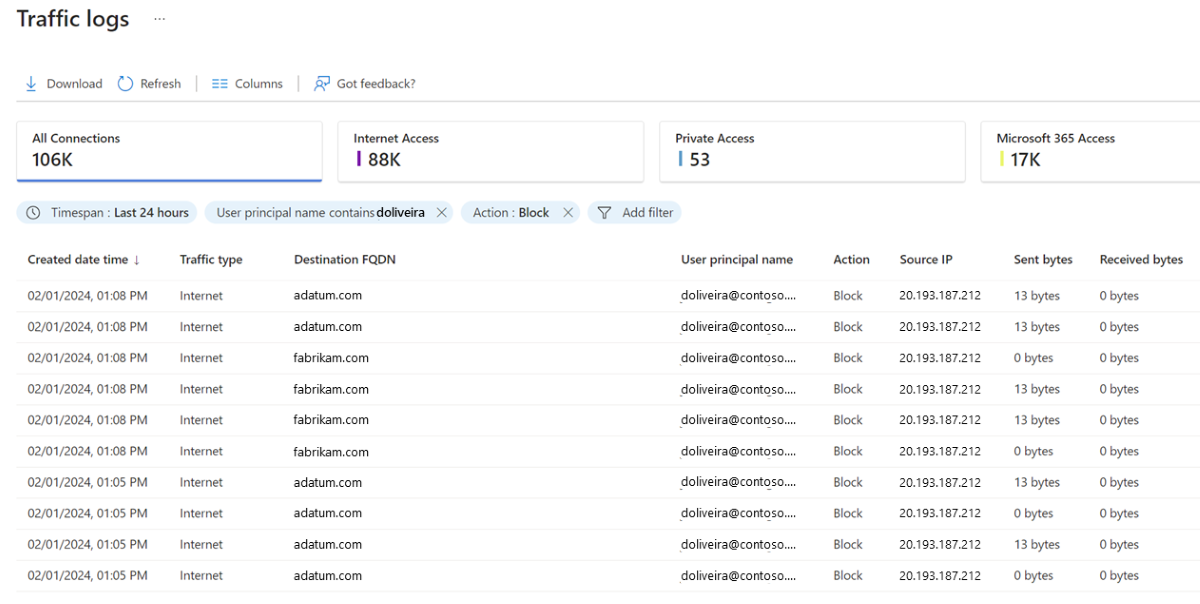 Traffic logs ...
Download Refresh Columns Got feedback?
All Connections Internet Access Private Access Microsoft 365 Access
106K 88K 53 17K
Timespan : Last 24 hours User principal name contains doliveira Action : Block Add filter
Created date time ↓ Traffic type Destination FQDN User principal name Action Source IP Sent bytes Received bytes
02/01/2024, 01:08 PM Internet adatum.com doliveira@contoso.... Block 20.193.187.212 13 bytes 0 bytes
02/01/2024, 01:08 PM Internet adatum.com doliveira@contoso.... Block 20.193.187.212 13 bytes 0 bytes
02/01/2024, 01:08 PM Internet fabrikam.com doliveira@contoso.... Block 20.193.187.212 0 bytes 0 bytes
02/01/2024, 01:08 PM Internet fabrikam.com doliveira@contoso.... Block 20.193.187.212 13 bytes 0 bytes
02/01/2024, 01:08 PM Internet fabrikam.com doliveira@contoso.... Block 20.193.187.212 13 bytes 0 bytes
02/01/2024, 01:08 PM Internet fabrikam.com doliveira@contoso.... Block 20.193.187.212 0 bytes 0 bytes
02/01/2024, 01:05 PM Internet adatum.com doliveira@contoso.... Block 20.193.187.212 13 bytes 0 bytes
02/01/2024, 01:05 PM Internet adatum.com doliveira@contoso.... Block 20.193.187.212 0 bytes 0 bytes
02/01/2024, 01:05 PM Internet adatum.com doliveira@contoso.... Block 20.193.187.212 13 bytes 0 bytes
02/01/2024, 01:05 PM Internet adatum.com doliveira@contoso.... Block 20.193.187.212 0 bytes 0 bytes